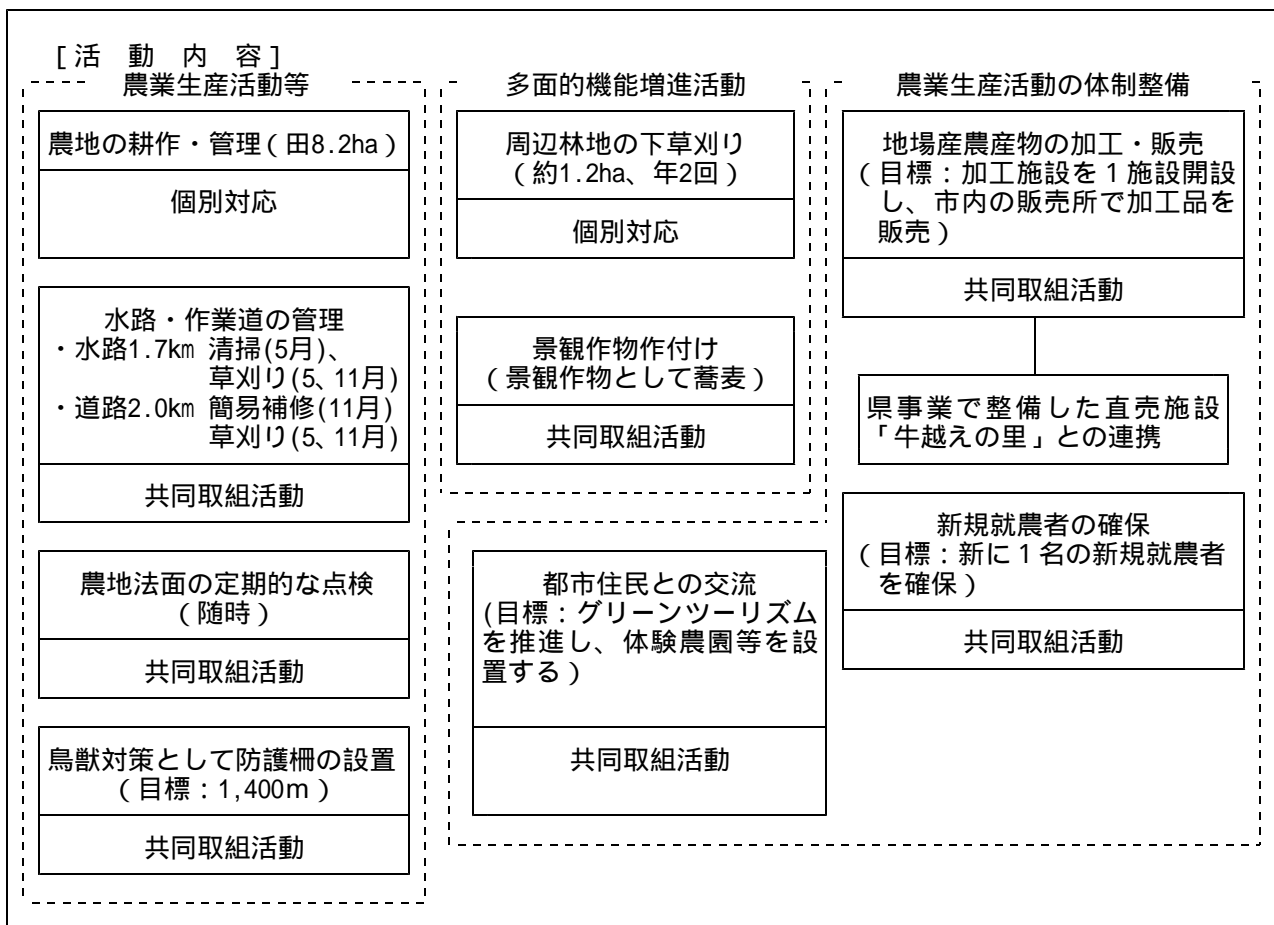 [活 動 内 容]
農業生産活動等
農地の耕作・管理(田8.2ha)
個別対応
水路・作業道の管理
・水路1.7㎞ 清掃(5月)、
草刈り(5、11月)
・道路2.0㎞ 簡易補修(11月)
草刈り(5、11月)
共同取組活動
農地法面の定期的な点検
(随時)
共同取組活動
鳥獣対策として防護柵の設置
(目標:1,400m)
共同取組活動
多面的機能増進活動
周辺林地の下草刈り
(約1.2ha、年2回)
個別対応
景観作物作付け
(景観作物として蕎麦)
共同取組活動
農業生産活動の体制整備
地場産農産物の加工・販売
(目標:加工施設を1施設開設
し、市内の販売所で加工品を
販売)
共同取組活動
県事業で整備した直売施設
「牛越えの里」との連携
新規就農者の確保
(目標:新に1名の新規就農者
を確保)
共同取組活動
都市住民との交流
(目標:グリーンツーリズム
を推進し、体験農園等を設
置する)
共同取組活動